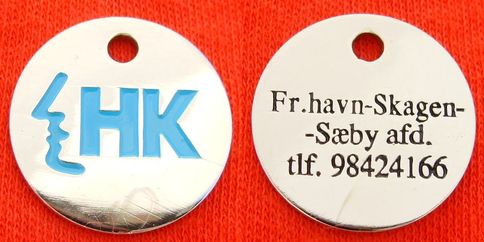 HK
Fr.havn-Skagen-
-Sæby afd.
tlf. 98424166